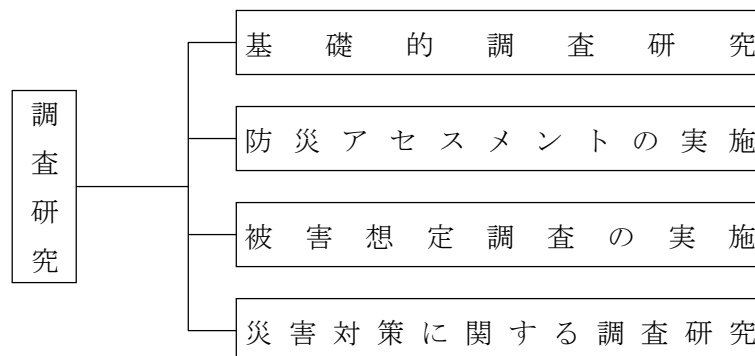 調査研究
基礎的調査研究
防災アセスメントの実施
被害想定調査の実施
災害対策に関する調査研究